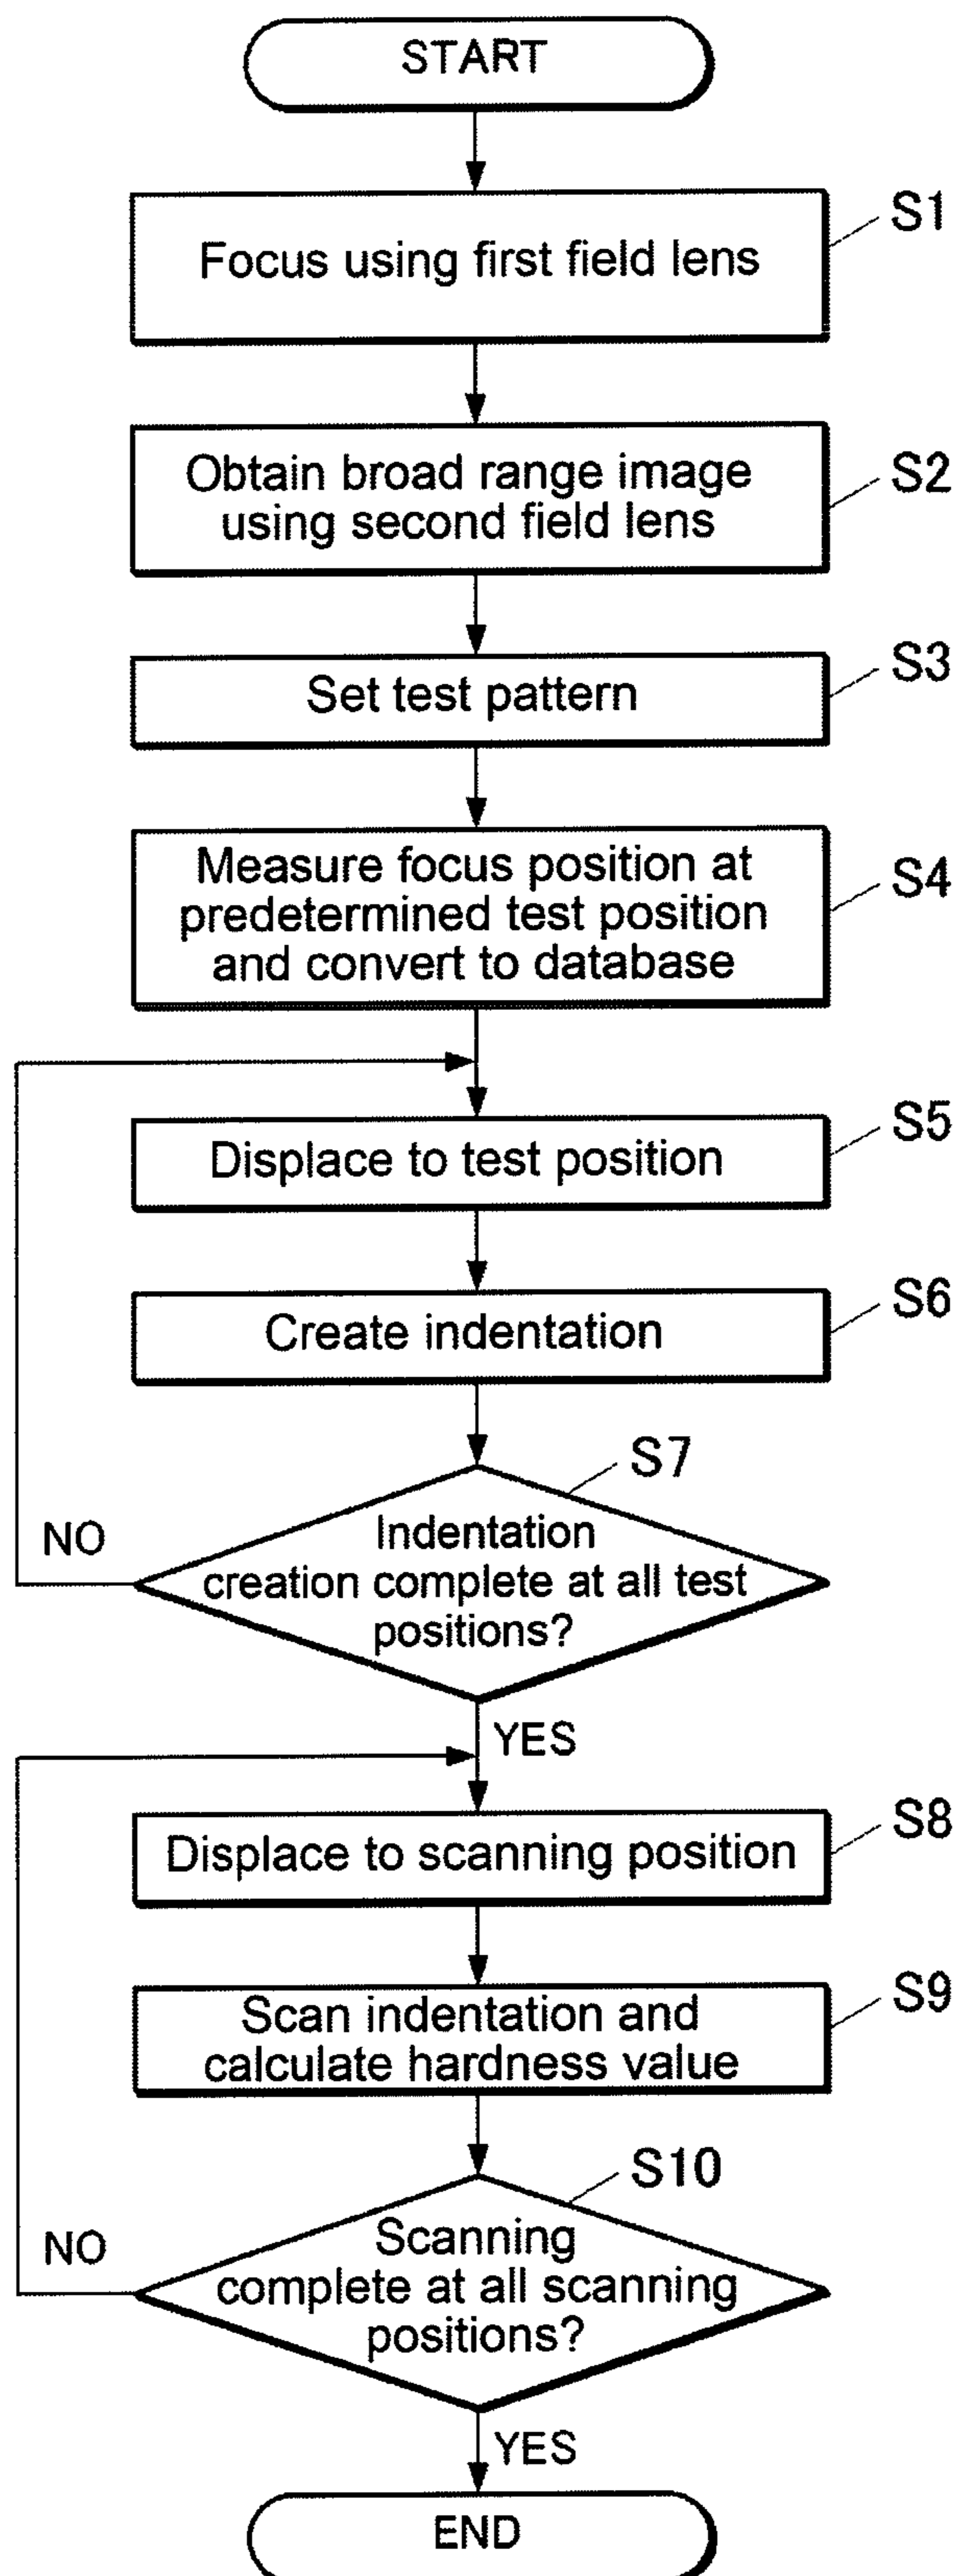 START
S1
Focus using first field lens
S2
Obtain broad range image
using second field lens
S3
Set test pattern
S4
Measure focus position at
predetermined test position
and convert to database
S5
Displace to test position
S6
Create indentation
S7
Indentation
creation complete at all test
positions?
NO
YES
S8
Displace to scanning position
S9
Scan indentation and
calculate hardness value
S10
Scanning
complete at all scanning
positions?
NO
YES
END